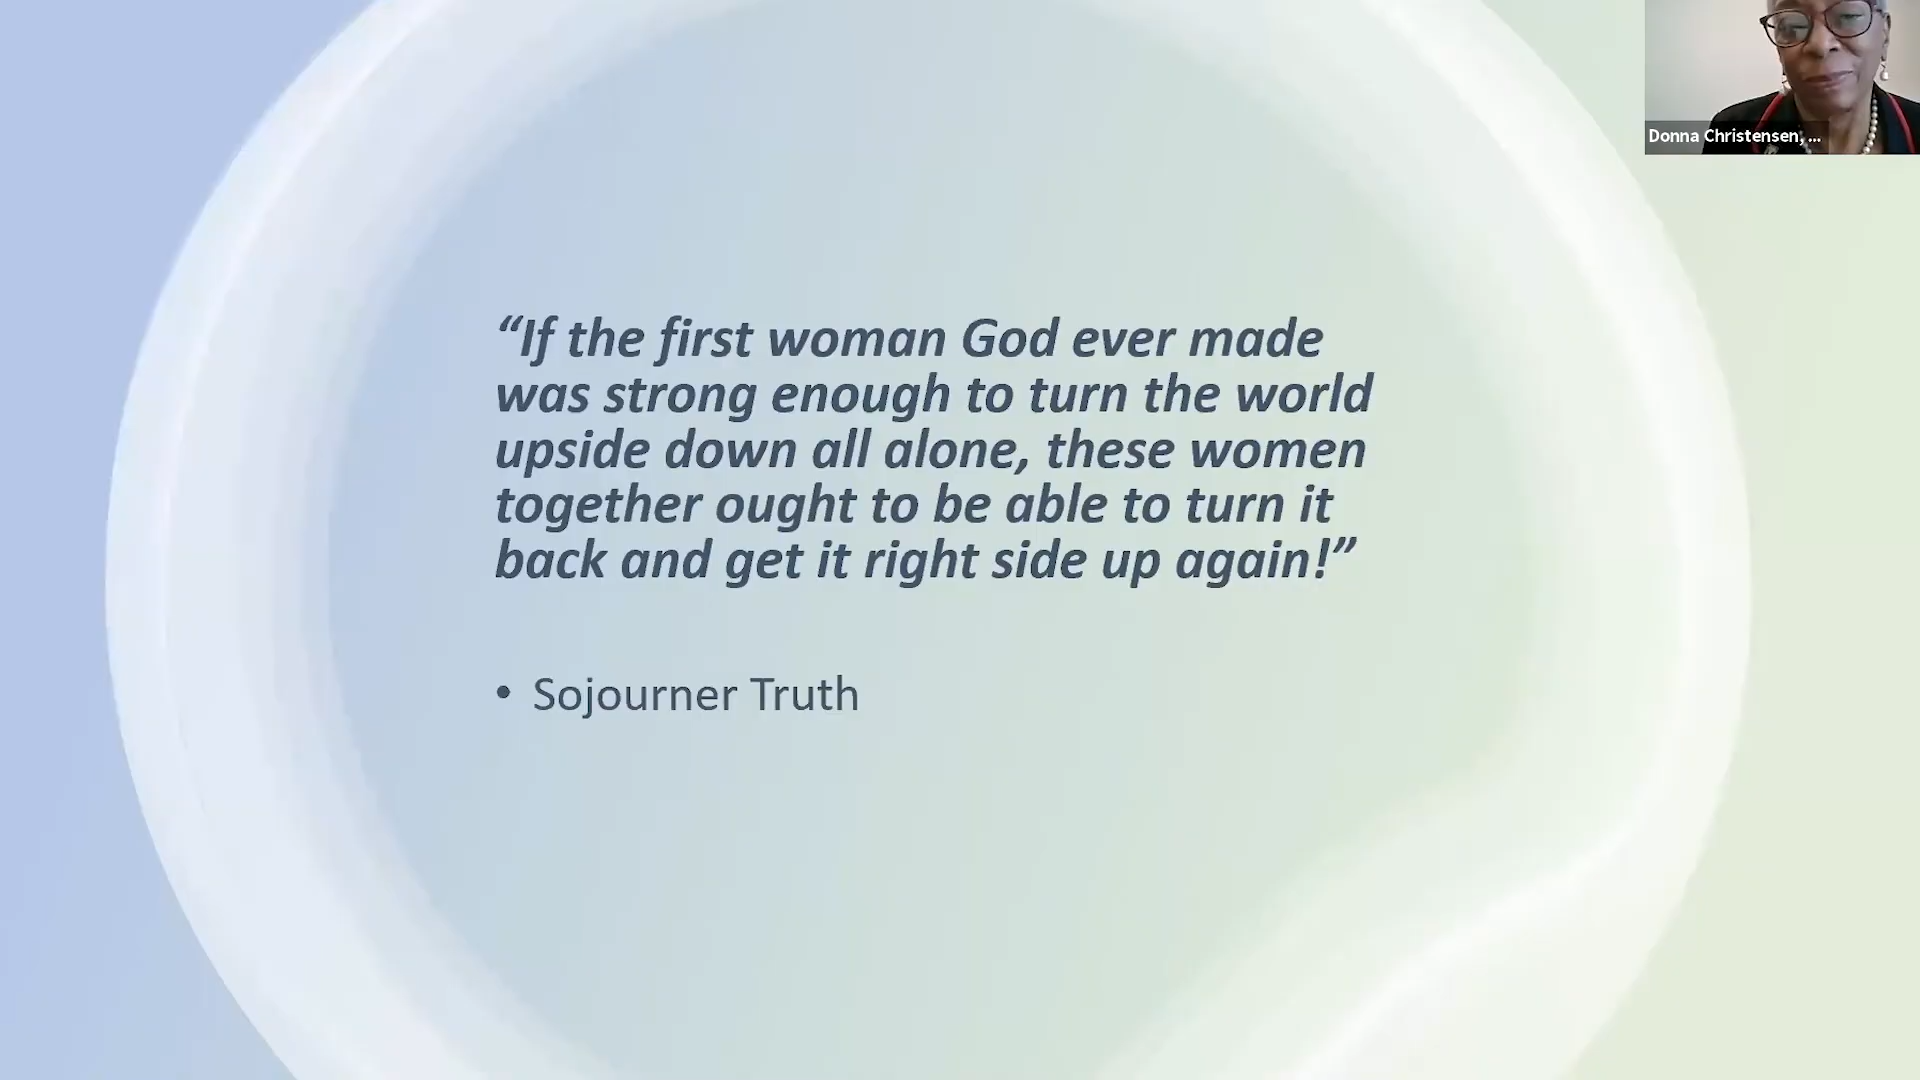 Donna Christensen, ...
“If the first woman God ever made
was strong enough to turn the world
upside down all alone, these women
together ought to be able to turn it
back and get it right side up again!”
• Sojourner Truth